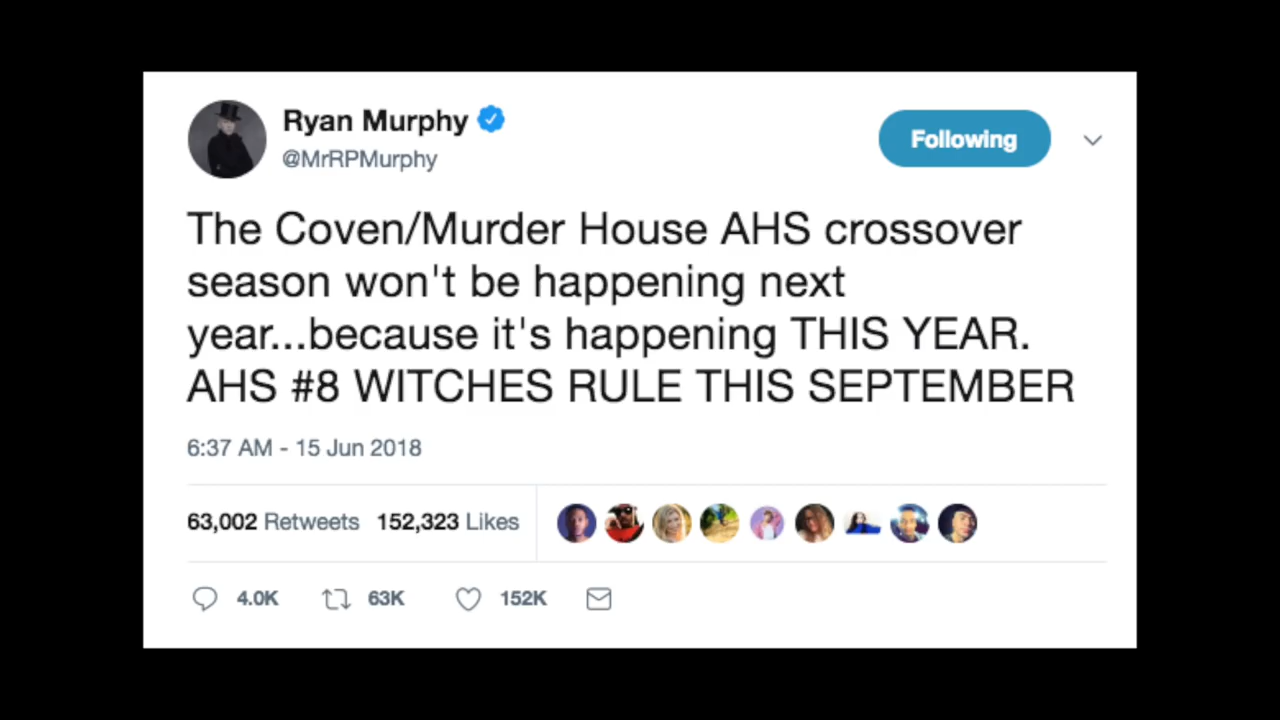 Ryan Murphy
@MrRPMurphy
Following
The Coven/Murder House AHS crossover
season won't be happening next
year...because it's happening THIS YEAR.
AHS #8 WITCHES RULE THIS SEPTEMBER
6:37 AM - 15 Jun 2018
63,002 Retweets 152,323 Likes
4.0K 63K 152K